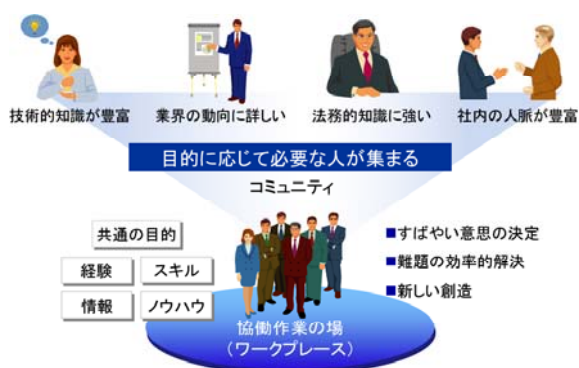 技術的知識が豊富
業界の動向に詳しい
法務的知識に強い
社内の人脈が豊富
目的に応じて必要な人が集まる
コミュニティ
共通の目的
経験
スキル
情報
ノウハウ
■すばやい意思の決定
■難題の効率的解決
■新しい創造
協働作業の場
(ワークプレース)